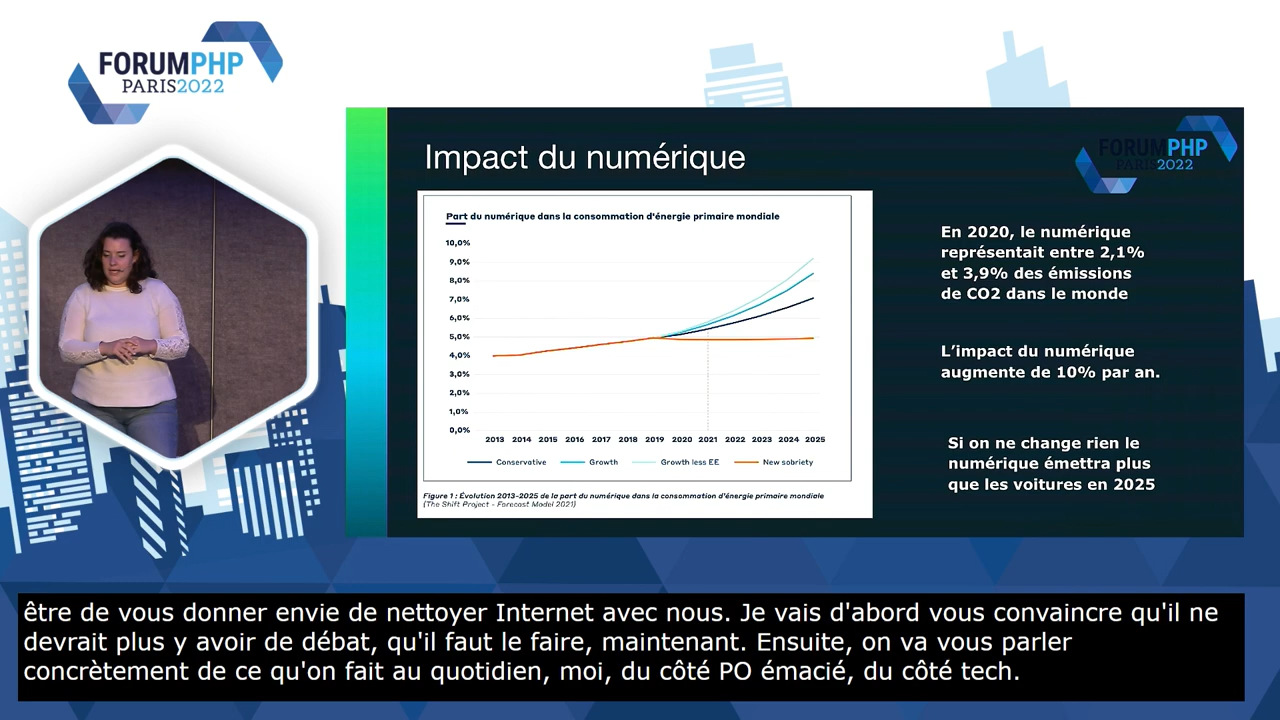 FORUMPHP
PARIS2022
Impact du numérique
FORUMPHP
PARIS2022
Part du numérique dans la consommation d'énergie primaire mondiale
10,0%
9,0%
8,0%
7,0%
6,0%
5,0%
4,0%
3,0%
2,0%
1,0%
0,0%
2013 2014 2015 2016 2017 2018 2019 2020 2021 2022 2023 2024 2025
Conservative Growth Growth less EE New sobriety
Figure 1 : Évolution 2013-2025 de la part du numérique dans la consommation d'énergie primaire mondiale
(The Shift Project - Forecast Model 2021)
En 2020, le numérique
représentait entre 2,1%
et 3,9% des émissions
de CO2 dans le monde
L'impact du numérique
augmente de 10% par an.
Si on ne change rien le
numérique émettra plus
que les voitures en 2025
être de vous donner envie de nettoyer Internet avec nous. Je vais d'abord vous convaincre qu'il ne
devrait plus y avoir de débat, qu'il faut le faire, maintenant. Ensuite, on va vous parler
concrètement de ce qu'on fait au quotidien, moi, du côté PO émacié, du côté tech.